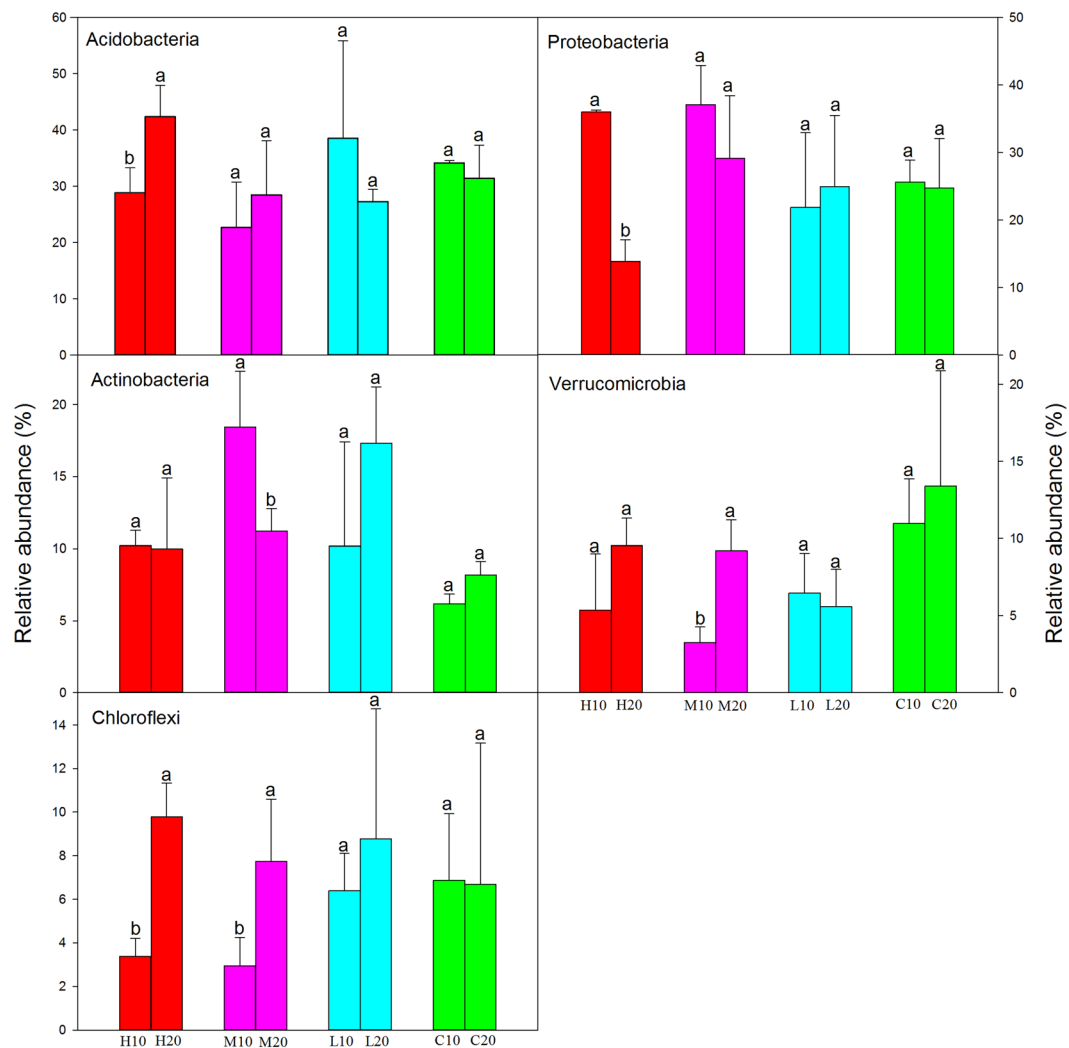 Acidobacteria
60
50
40
30
20
10
0
b a a a a a a a
Proteobacteria
50
40
30
20
10
0
a b a a a a a a
Actinobacteria
20
15
10
5
0
a a a b a a a a
Verrucomicrobia
20
15
10
5
0
a a b a a a a a
H10 H20 M10 M20 L10 L20 C10 C20
Chloroflexi
14
12
10
8
6
4
2
0
b a b a a a a a
H10 H20 M10 M20 L10 L20 C10 C20
Relative abundance (%)
Relative abundance (%)